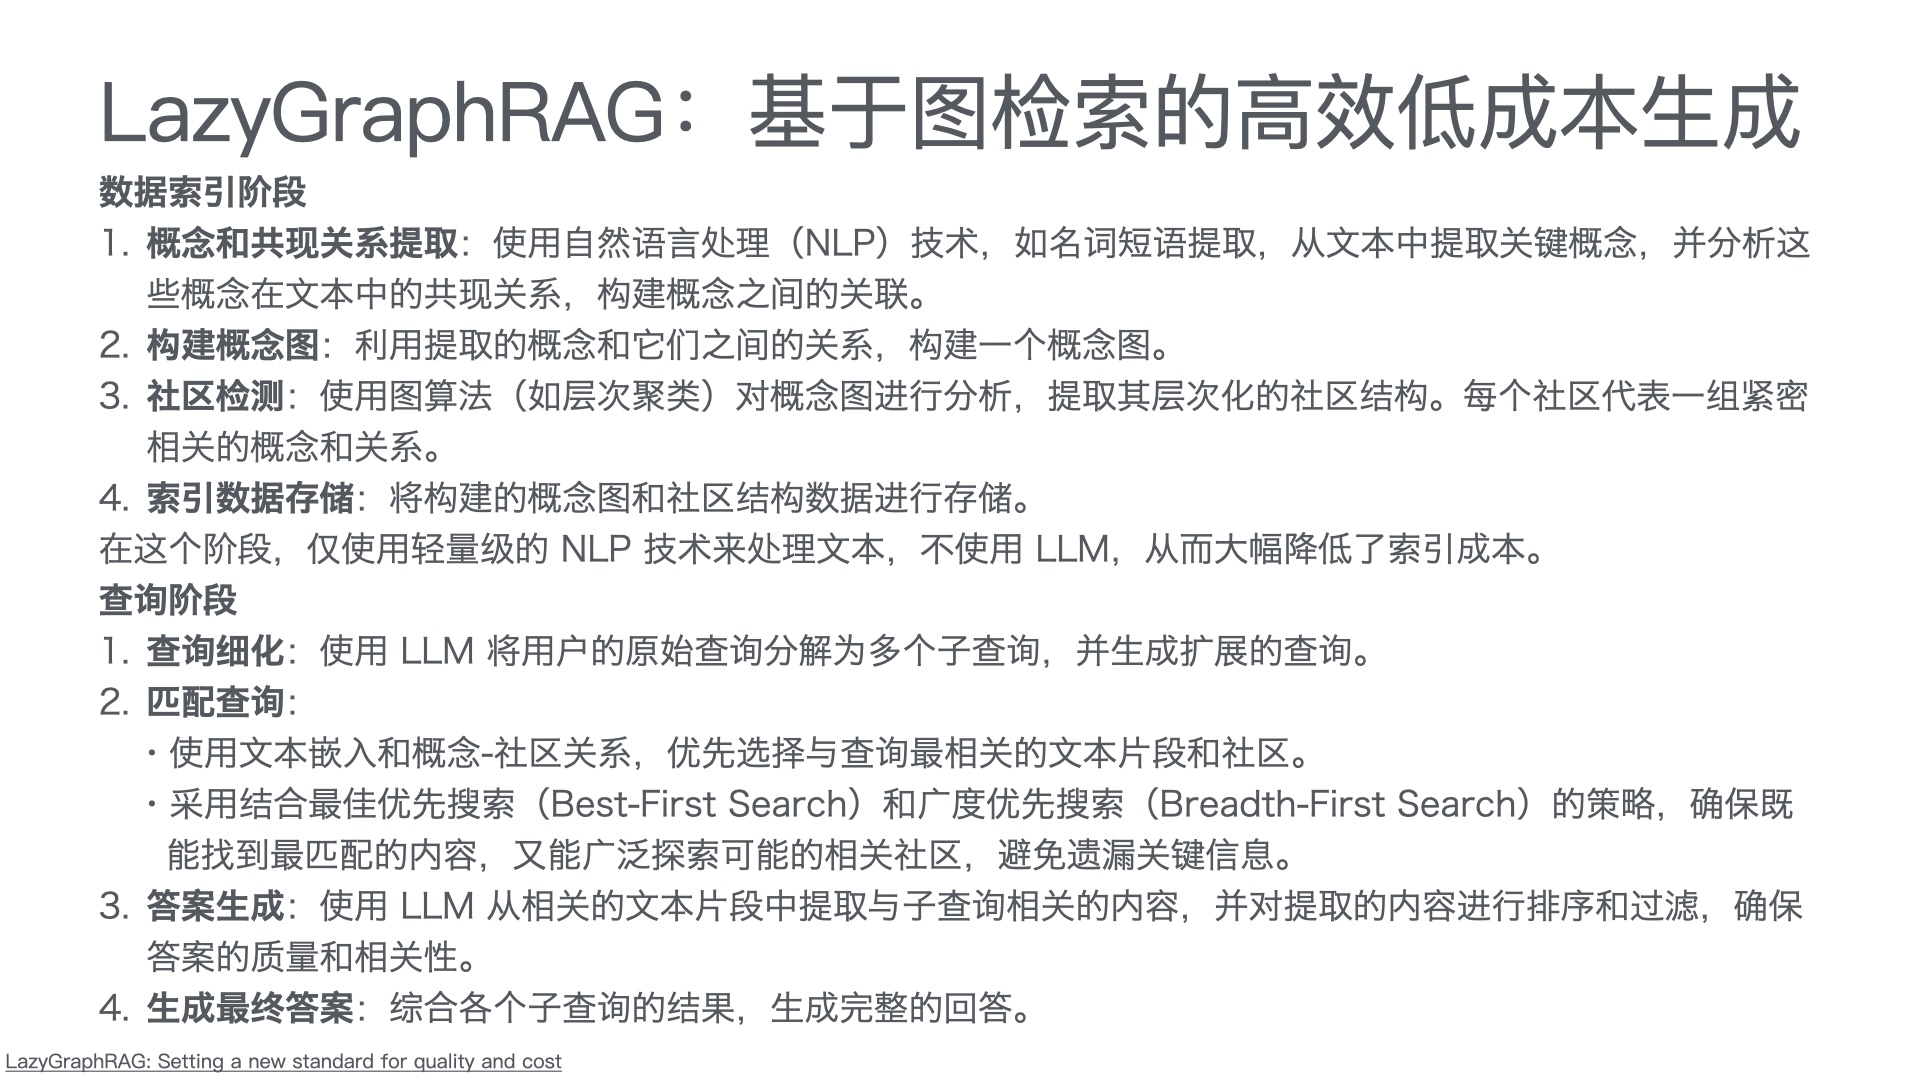 LazyGraphRAG：基于图检索的高效低成本生成
数据索引阶段
1. 概念和共现关系提取：使用自然语言处理（NLP）技术，如名词短语提取，从文本中提取关键概念，并分析这
些概念在文本中的共现关系，构建概念之间的关联。
2. 构建概念图：利用提取的概念和它们之间的关系，构建一个概念图。
3. 社区检测：使用图算法（如层次聚类）对概念图进行分析，提取其层次化的社区结构。每个社区代表一组紧密
相关的概念和关系。
4. 索引数据存储：将构建的概念图和社区结构数据进行存储。
在这个阶段，仅使用轻量级的 NLP 技术来处理文本，不使用 LLM，从而大幅降低了索引成本。
查询阶段
1. 查询细化：使用 LLM 将用户的原始查询分解为多个子查询，并生成扩展的查询。
2. 匹配查询：
• 使用文本嵌入和概念-社区关系，优先选择与查询最相关的文本片段和社区。
• 采用结合最佳优先搜索（Best-First Search）和广度优先搜索（Breadth-First Search）的策略，确保既
能找到最匹配的内容，又能广泛探索可能的相关社区，避免遗漏关键信息。
3. 答案生成：使用 LLM 从相关的文本片段中提取与子查询相关的内容，并对提取的内容进行排序和过滤，确保
答案的质量和相关性。
4. 生成最终答案：综合各个子查询的结果，生成完整的回答。
LazyGraphRAG: Setting a new standard for quality and cost